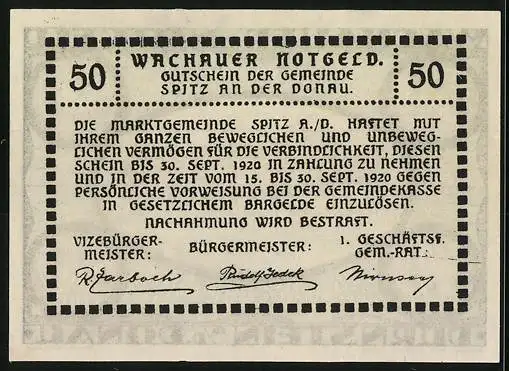 50 WACHAUER NOTGELD. 50
GUTSCHEIN DER GEMEINDE
SPITZ AN DER DONAU.
DIE MARKTGEMEINDE SPITZ A./D. HAFTET MIT
IHREM GANZEN BEWEGLICHEN UND UNBEWEG-
LICHEN VERMÖGEN FÜR DIE VERBINDLICHKEIT, DIESEN
SCHEIN BIS 30. SEPT. 1920 IN ZAHLUNG ZU NEHMEN
UND IN DER ZEIT VOM 15. BIS 30. SEPT. 1920 GEGEN
PERSÖNLICHE VORWEISUNG BEI DER GEMEINDEKASSE
IN GESETZLICHEM BARGELDE EINZULÖSEN.
NACHAHMUNG WIRD BESTRAFT.
VIZEBÜRGER-
MEISTER:
BÜRGERMEISTER:
1. GESCHÄFTSF.
GEM.-RAT:
Rudolf